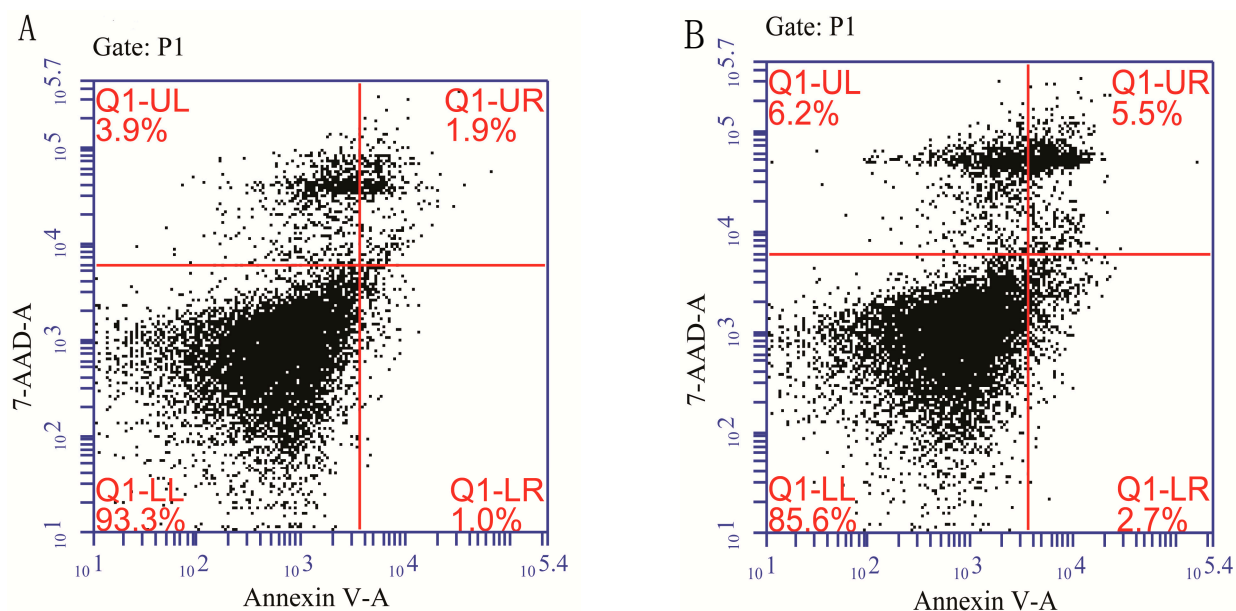 A
Gate: P1
Q1-UL
3.9%
Q1-UR
1.9%
Q1-LL
93.3%
Q1-LR
1.0%
10 5.7
10 5
10 4
10 3
10 2
10 1
7-AAD-A
10 1
10 2
10 3
10 4
10 5.4
Annexin V-A
B
Gate: P1
Q1-UL
6.2%
Q1-UR
5.5%
Q1-LL
85.6%
Q1-LR
2.7%
10 5.7
10 5
10 4
10 3
10 2
10 1
7-AAD-A
10 1
10 2
10 3
10 4
10 5.4
Annexin V-A